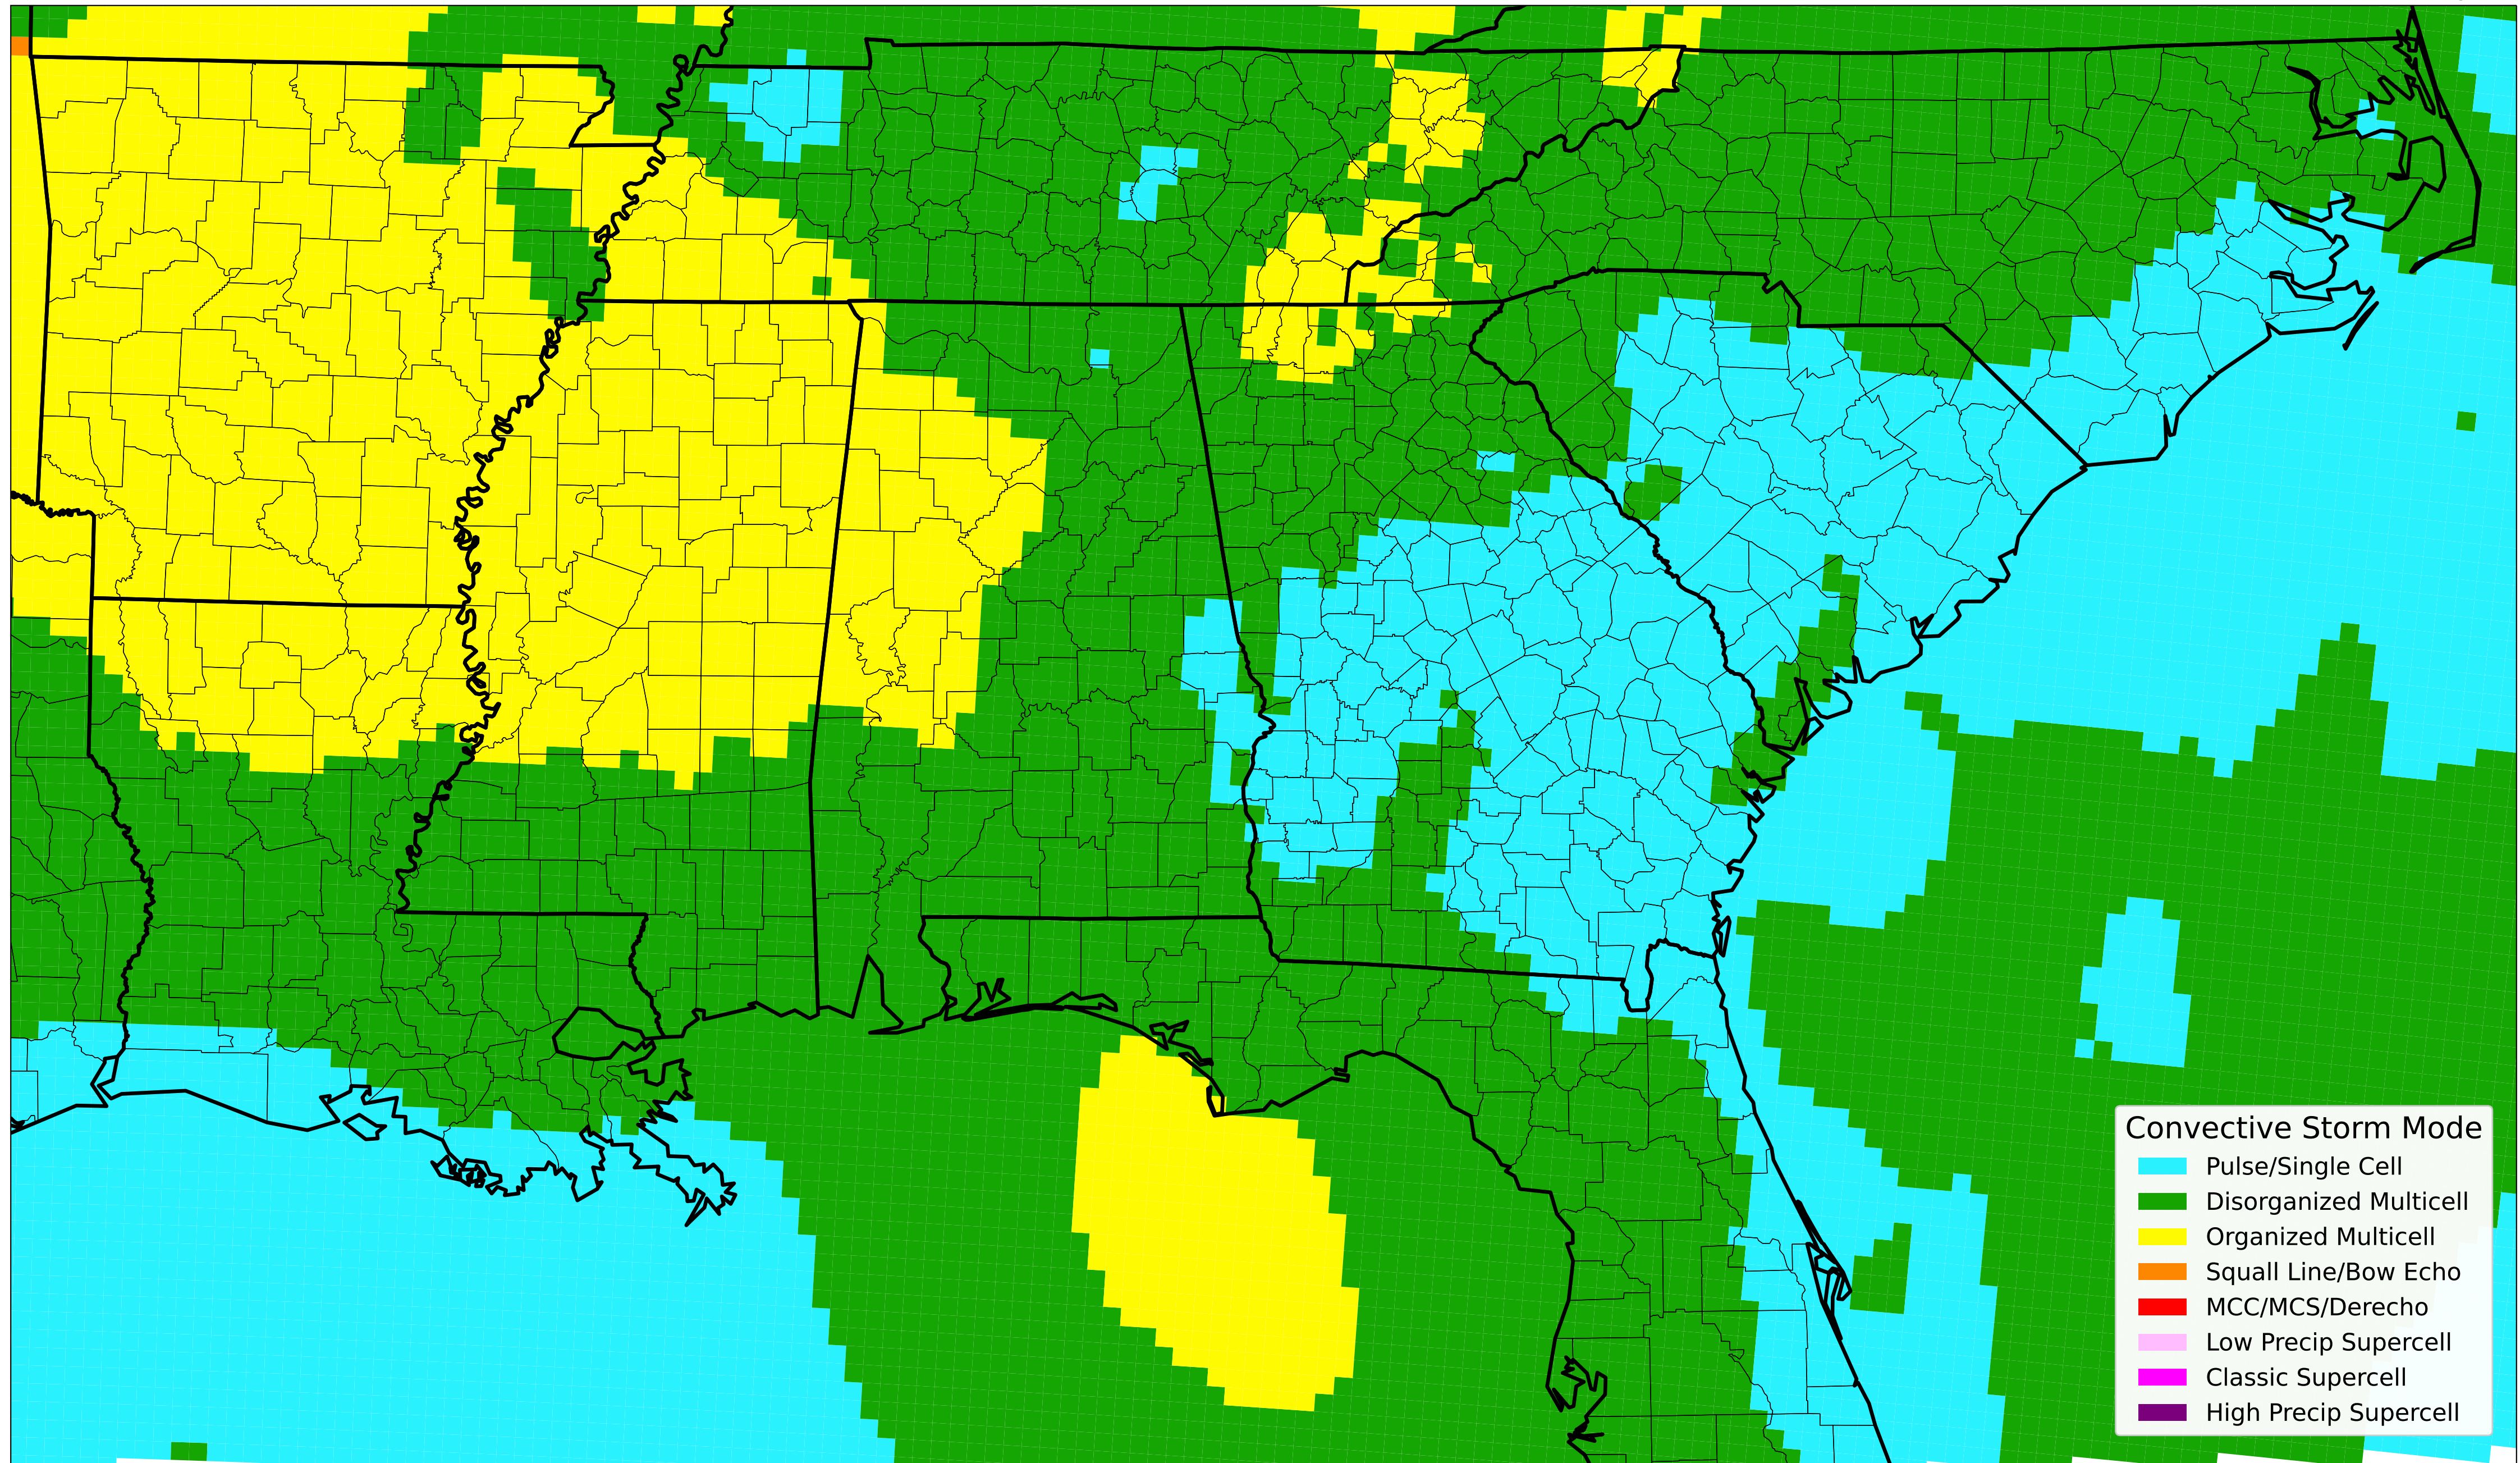 Convective Storm Mode
Pulse/Single Cell
Disorganized Multicell
Organized Multicell
Squall Line/Bow Echo
MCC/MCS/Derecho
Low Precip Supercell
Classic Supercell
High Precip Supercell